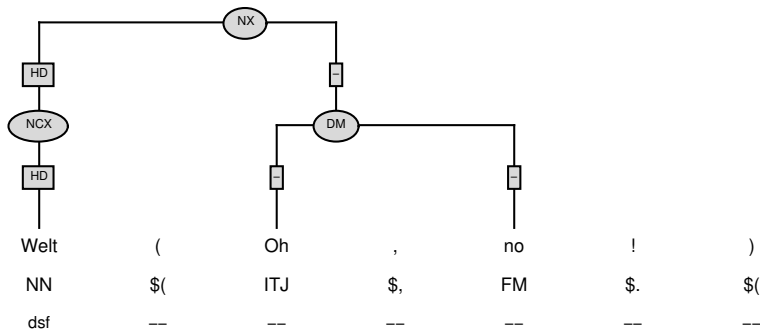 NX
HD –
NCX DM
HD – –
Welt ( Oh , no ! )
NN $( ITJ $, FM $. $(
dsf –– –– –– –– –– ––